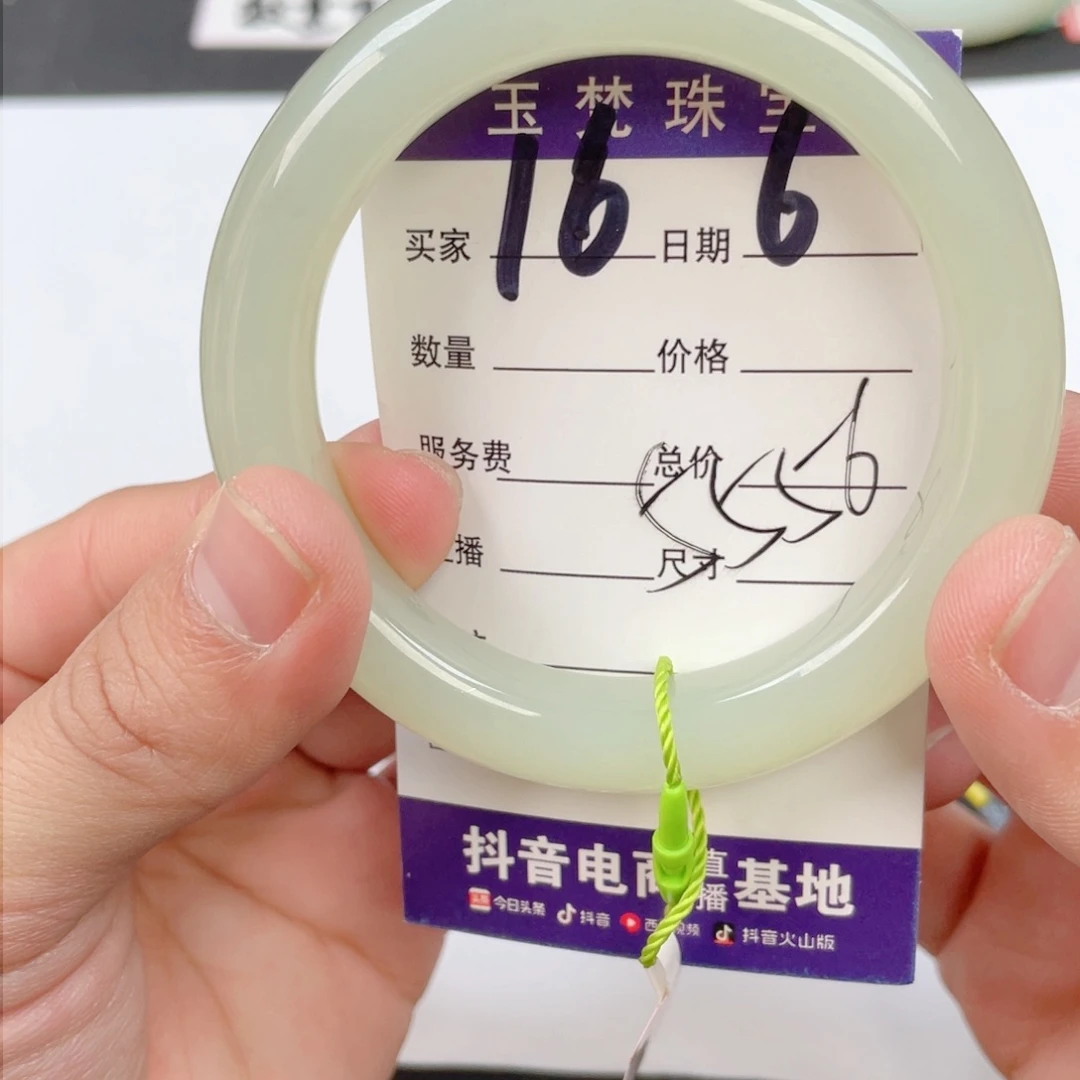 玉梵珠宝
16 6
买家 日期
数量 价格
服务费 总价
播 尺寸
抖音电商直播基地
今日头条 抖音 西瓜视频 抖音火山版